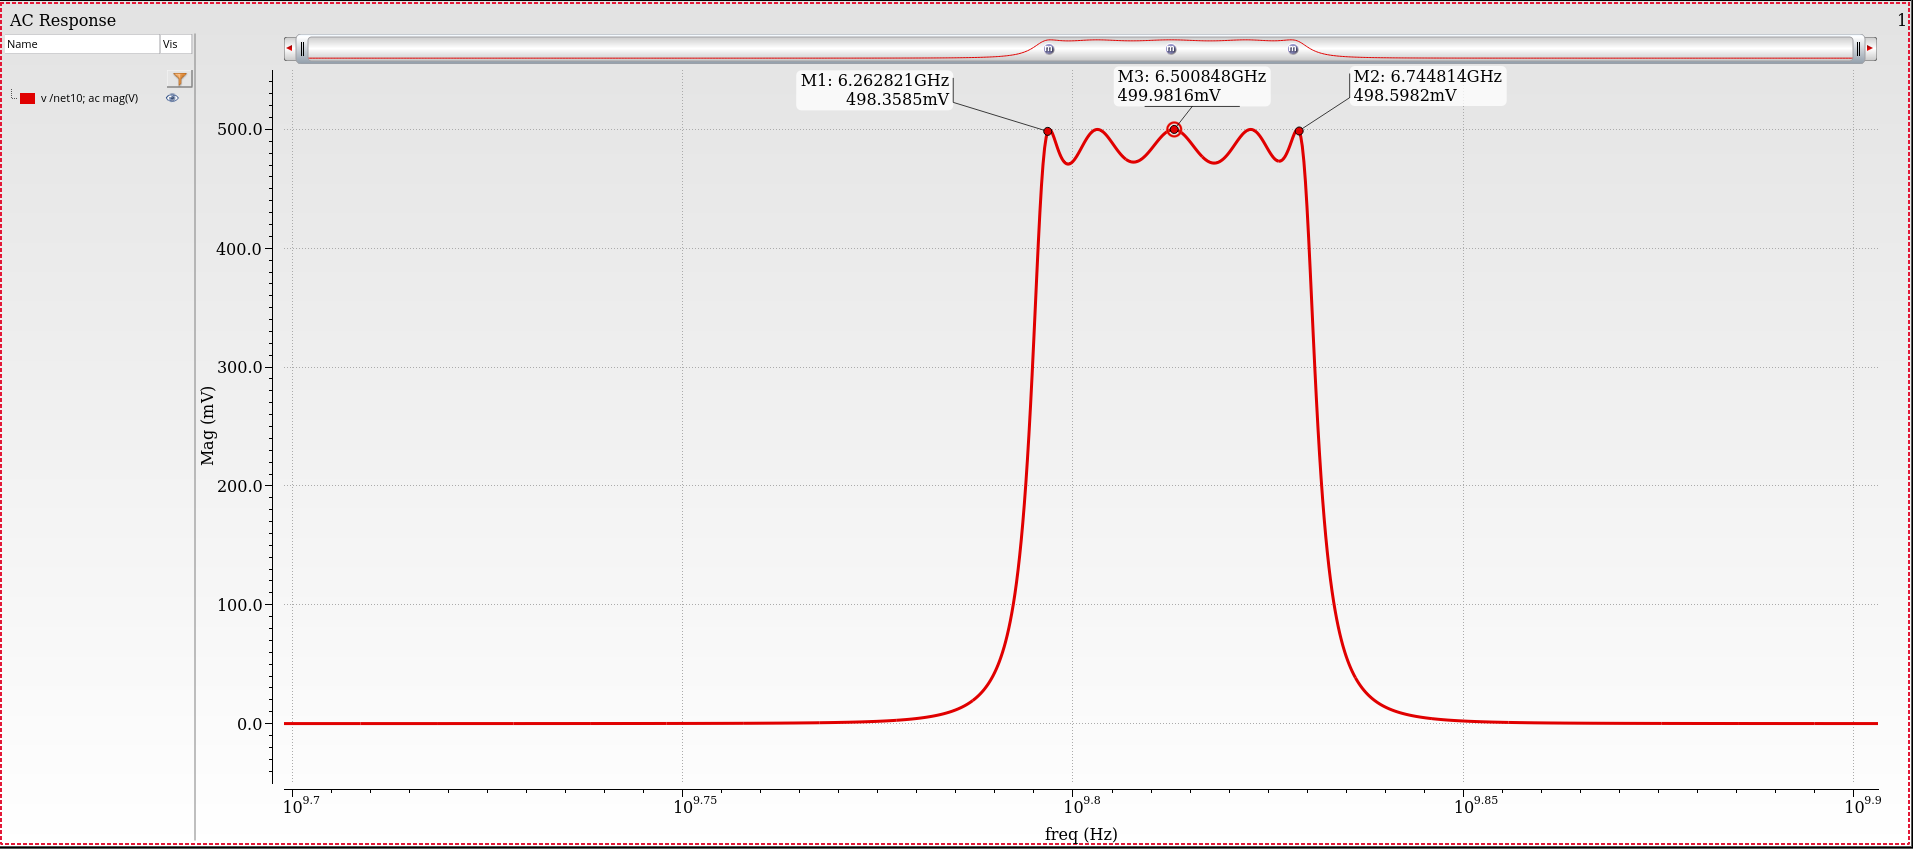 AC Response
1
Name Vis
v /net10; ac mag(V)
m m m
M1: 6.262821GHz
498.3585mV
M3: 6.500848GHz
499.9816mV
M2: 6.744814GHz
498.5982mV
500.0
400.0
300.0
200.0
100.0
0.0
Mag (mV)
10^9.7 10^9.75 10^9.8 10^9.85 10^9.9
freq (Hz)